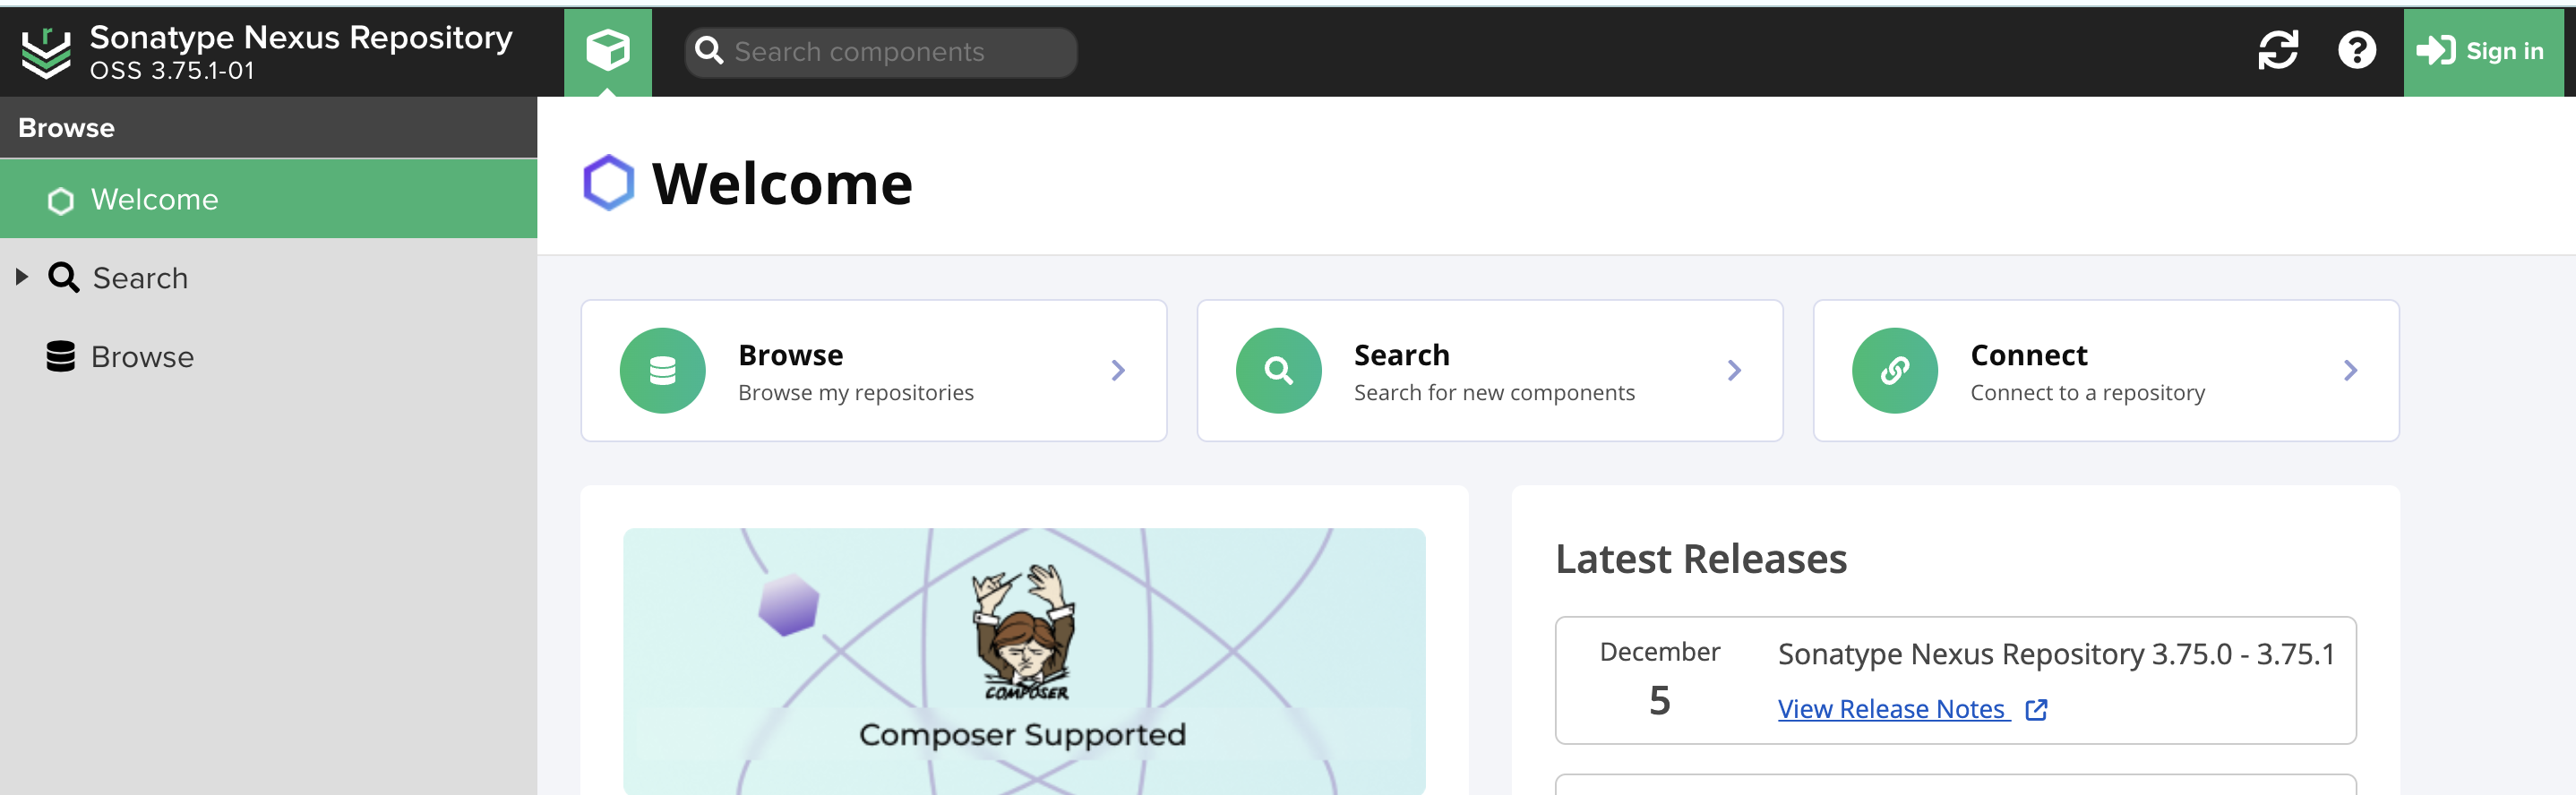 Sonatype Nexus Repository
OSS 3.75.1-01
Search components
Sign in
Browse
Welcome
Search
Browse
Welcome
Browse
Browse my repositories
Search
Search for new components
Connect
Connect to a repository
COMPOSER
Composer Supported
Latest Releases
December
5
Sonatype Nexus Repository 3.75.0 - 3.75.1
View Release Notes